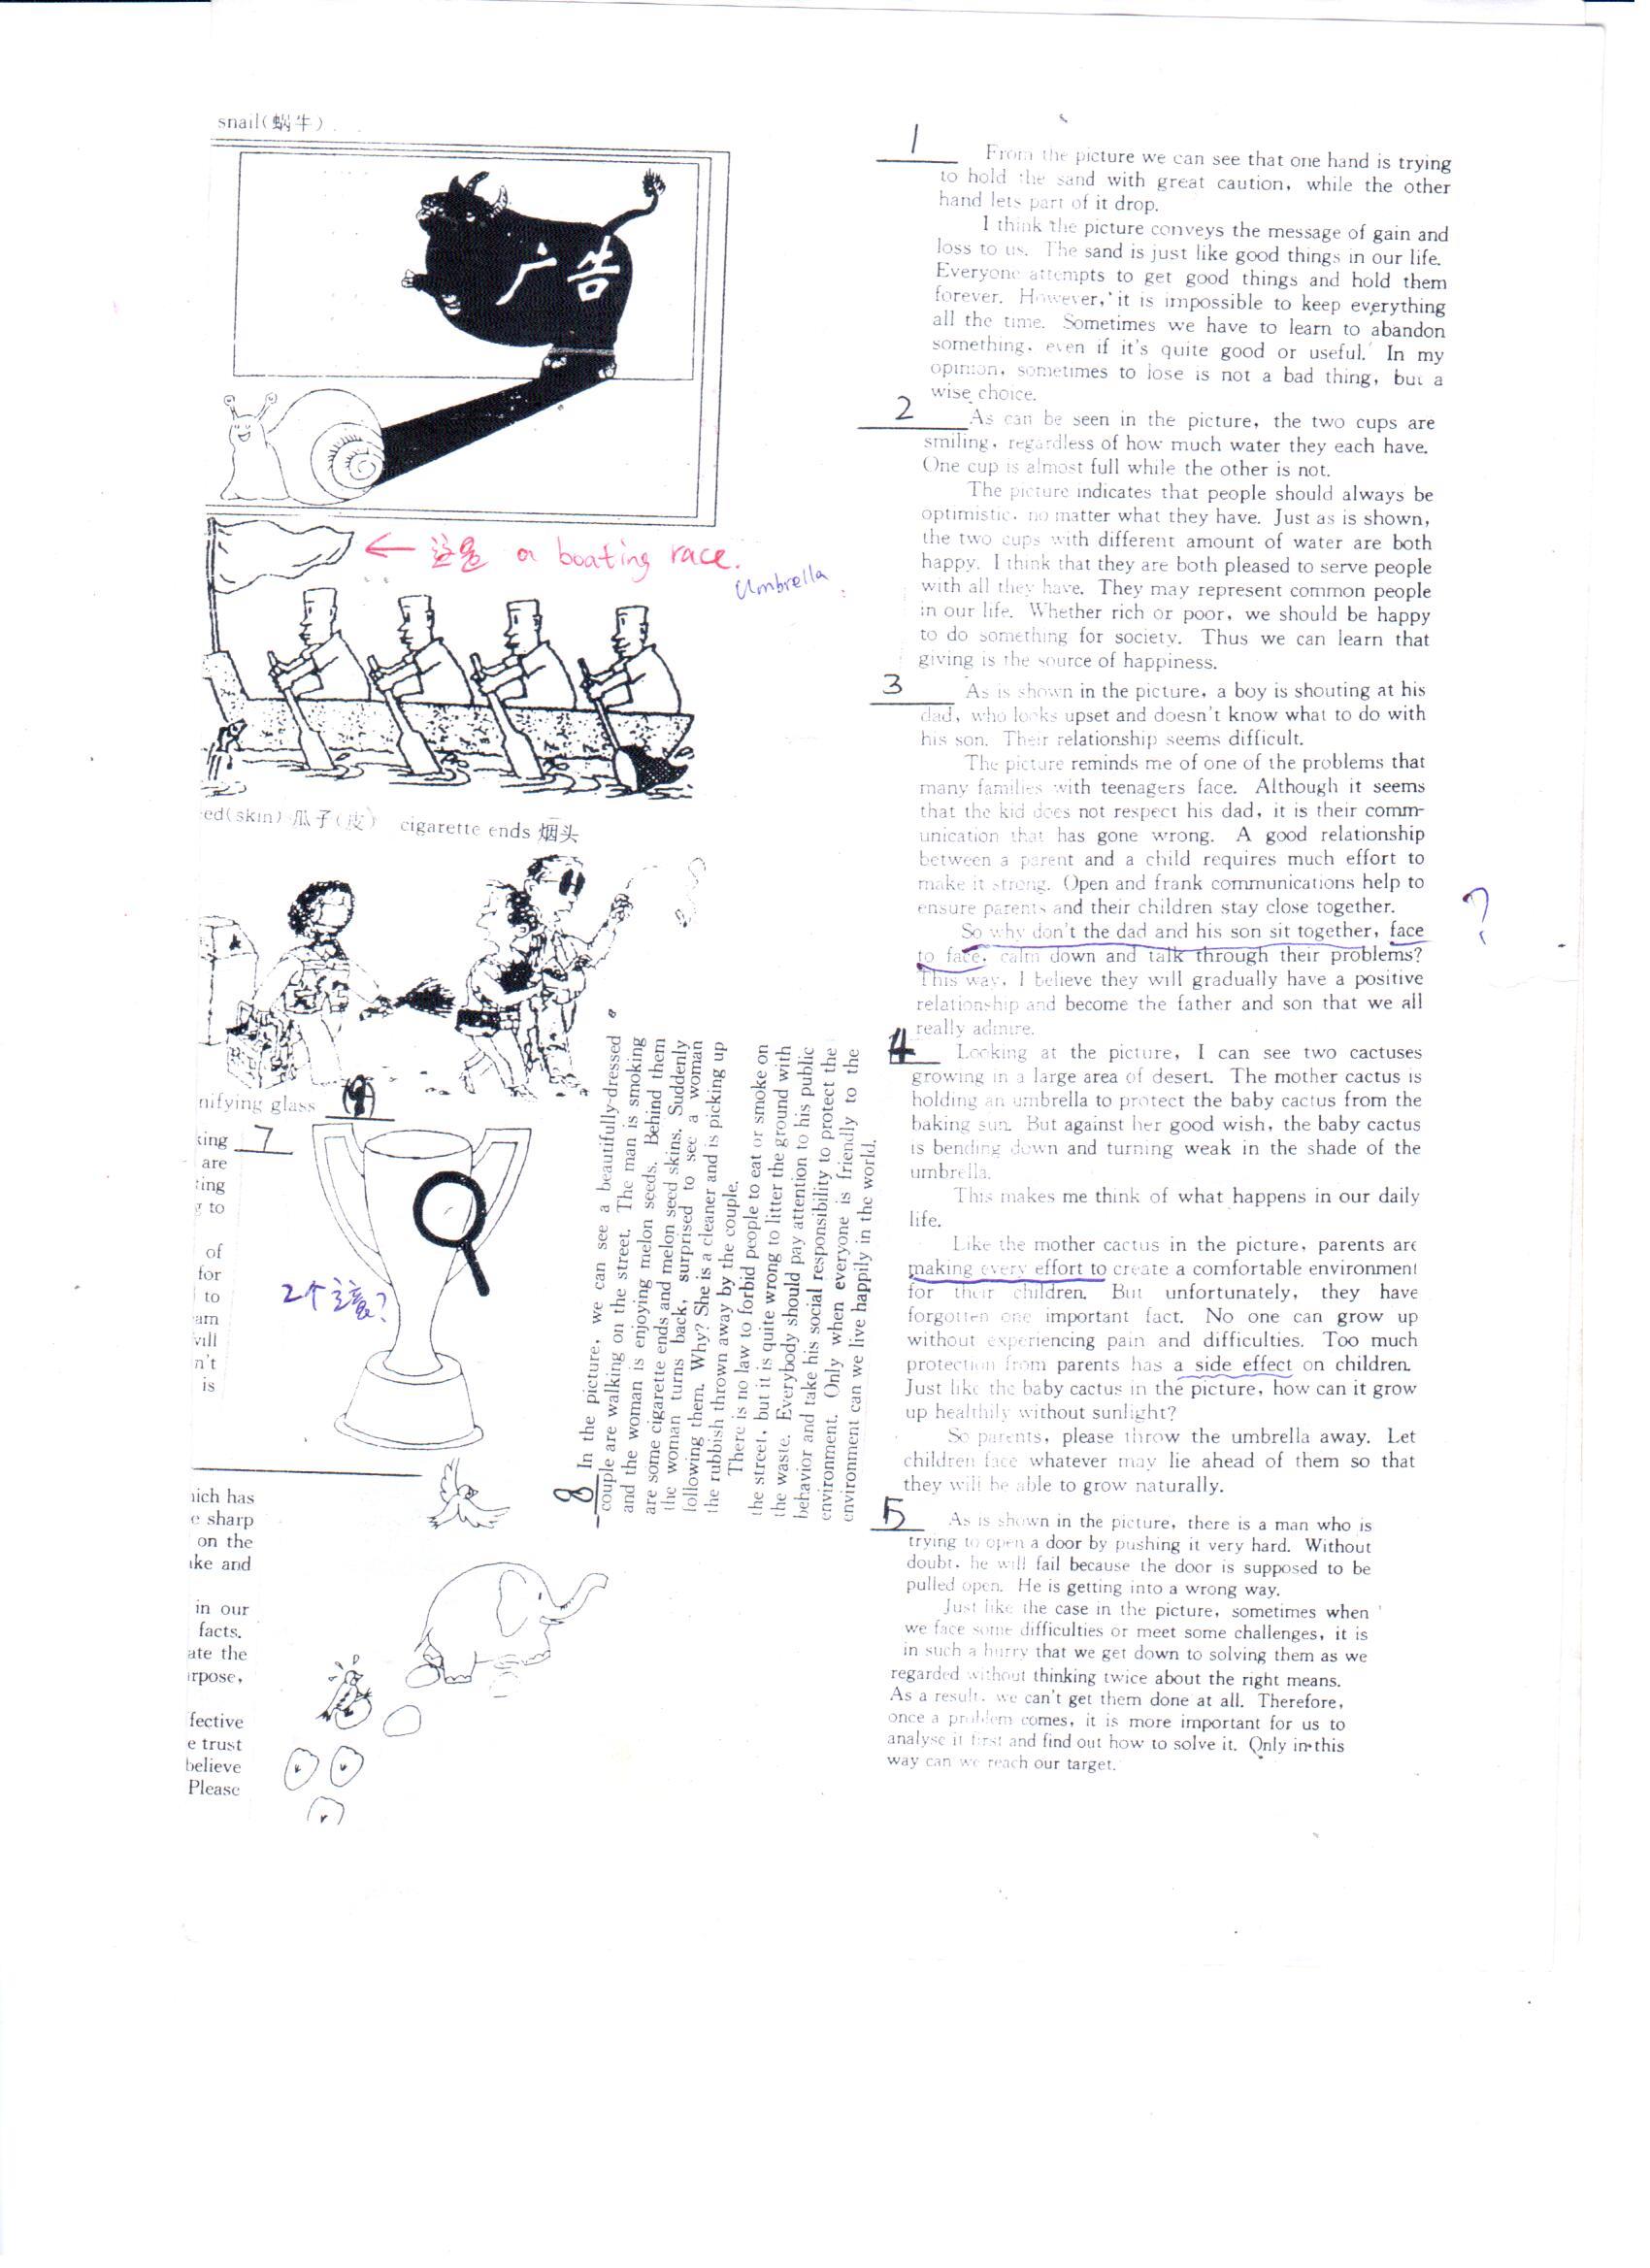 snail(蜗牛)
广告
← 这是 a boating race.
Umbrella
eed(skin) 瓜子(皮) cigarette ends 烟头
nifying glass
king 7
are
ting
g to
of
for
to
am
will
n't
is
2个主意?
hich has
e sharp
on the
ake and
in our
facts.
ate the
rpose,
fective
e trust
believe
Please
8 In the picture, we can see a beautifully-dressed
couple are walking on the street. The man is smoking
and the woman is enjoying melon seeds. Behind them
are some cigarette ends and melon seed skins. Suddenly
the woman turns back, surprised to see a woman
following them. Why? She is a cleaner and is picking up
the rubbish thrown away by the couple.
There is no law to forbid people to eat or smoke on
the street, but it is quite wrong to litter the ground with
the waste. Everybody should pay attention to his public
behavior and take his social responsibility to protect the
environment. Only when everyone is friendly to the
environment can we live happily in the world.
1 From the picture we can see that one hand is trying
to hold the sand with great caution, while the other
hand lets part of it drop.
I think the picture conveys the message of gain and
loss to us. The sand is just like good things in our life.
Everyone attempts to get good things and hold them
forever. However, it is impossible to keep everything
all the time. Sometimes we have to learn to abandon
something, even if it's quite good or useful. In my
opinion, sometimes to lose is not a bad thing, but a
wise choice.
2 As can be seen in the picture, the two cups are
smiling, regardless of how much water they each have.
One cup is almost full while the other is not.
The picture indicates that people should always be
optimistic, no matter what they have. Just as is shown,
the two cups with different amount of water are both
happy. I think that they are both pleased to serve people
with all they have. They may represent common people
in our life. Whether rich or poor, we should be happy
to do something for society. Thus we can learn that
giving is the source of happiness.
3 As is shown in the picture, a boy is shouting at his
dad, who looks upset and doesn't know what to do with
his son. Their relationship seems difficult.
The picture reminds me of one of the problems that
many families with teenagers face. Although it seems
that the kid does not respect his dad, it is their comm-
unication that has gone wrong. A good relationship
between a parent and a child requires much effort to
make it strong. Open and frank communications help to
ensure parents and their children stay close together.
So why don't the dad and his son sit together, face
to face, calm down and talk through their problems?
?
This way, I believe they will gradually have a positive
relationship and become the father and son that we all
really admire.
4 Looking at the picture, I can see two cactuses
growing in a large area of desert. The mother cactus is
holding an umbrella to protect the baby cactus from the
baking sun. But against her good wish, the baby cactus
is bending down and turning weak in the shade of the
umbrella.
This makes me think of what happens in our daily
life.
Like the mother cactus in the picture, parents are
making every effort to create a comfortable environment
for their children. But unfortunately, they have
forgotten one important fact. No one can grow up
without experiencing pain and difficulties. Too much
protection from parents has a side effect on children.
Just like the baby cactus in the picture, how can it grow
up healthily without sunlight?
So parents, please throw the umbrella away. Let
children face whatever may lie ahead of them so that
they will be able to grow naturally.
5 As is shown in the picture, there is a man who is
trying to open a door by pushing it very hard. Without
doubt, he will fail because the door is supposed to be
pulled open. He is getting into a wrong way.
Just like the case in the picture, sometimes when
we face some difficulties or meet some challenges, it is
in such a hurry that we get down to solving them as we
regarded without thinking twice about the right means.
As a result, we can't get them done at all. Therefore,
once a problem comes, it is more important for us to
analyse it first and find out how to solve it. Only in this
way can we reach our target.